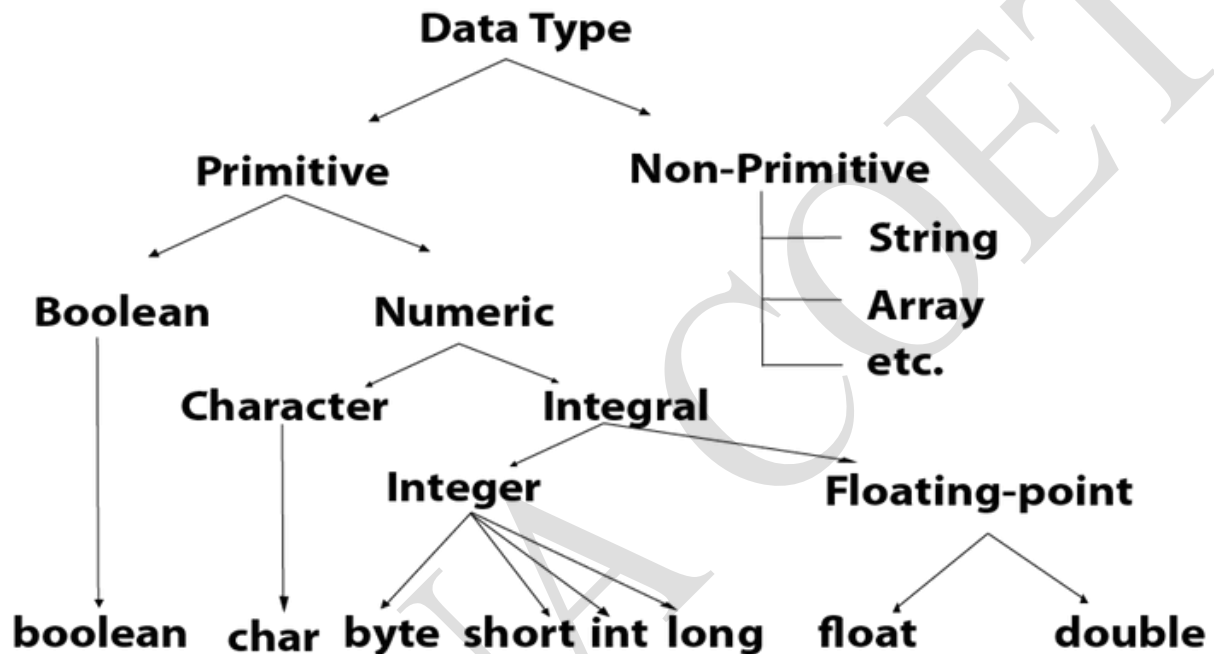 Data Type
Primitive
Non-Primitive
String
Boolean
Numeric
Array
etc.
Character
Integral
Integer
Floating-point
boolean
char
byte
short
int
long
float
double